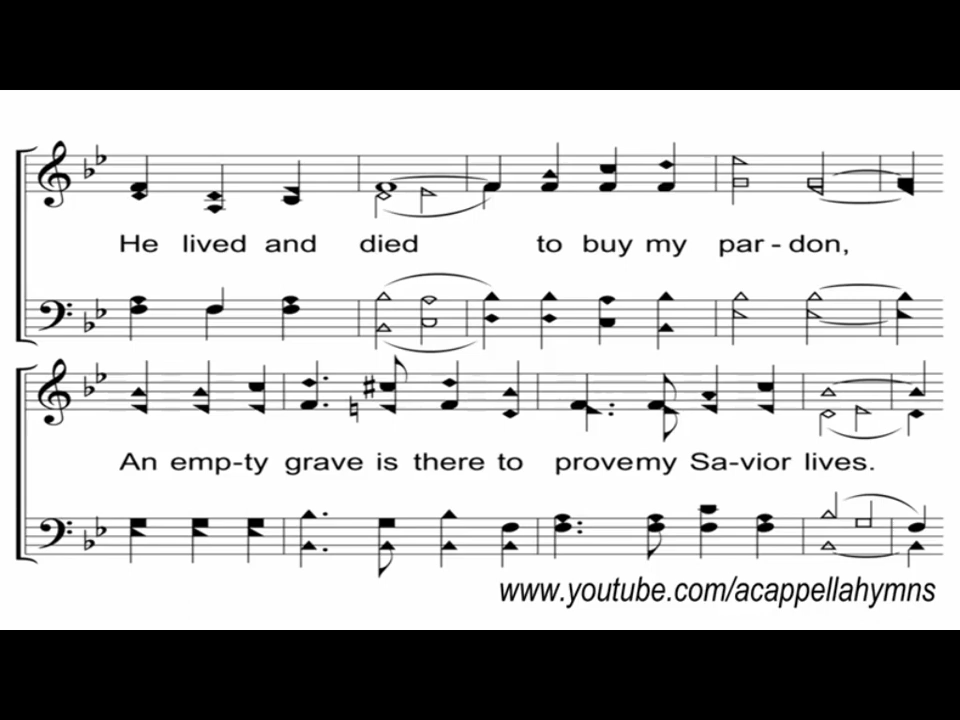 He lived and died to buy my par - don,
An emp-ty grave is there to provemy Sa-vior lives.
www.youtube.com/acappellahymns